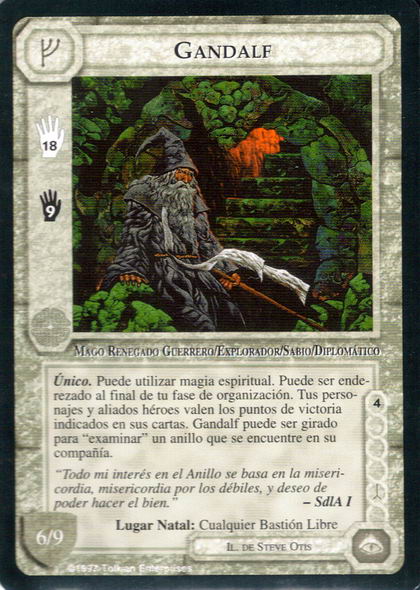 GANDALF
18
9
MAGO RENEGADO GUERRERO/EXPLORADOR/SABIO/DIPLOMÁTICO
Único. Puede utilizar magia espiritual. Puede ser ende-
rezado al final de tu fase de organización. Tus perso-
najes y aliados héroes valen los puntos de victoria
indicados en sus cartas. Gandalf puede ser girado
para “examinar” un anillo que se encuentre en su
compañía.
4
“Todo mi interés en el Anillo se basa en la miseri-
cordia, misericordia por los débiles, y deseo de
poder hacer el bien.” – SdlA I
Lugar Natal: Cualquier Bastión Libre
6/9
IL. DE STEVE OTIS
©1997 Tolkien Enterprises